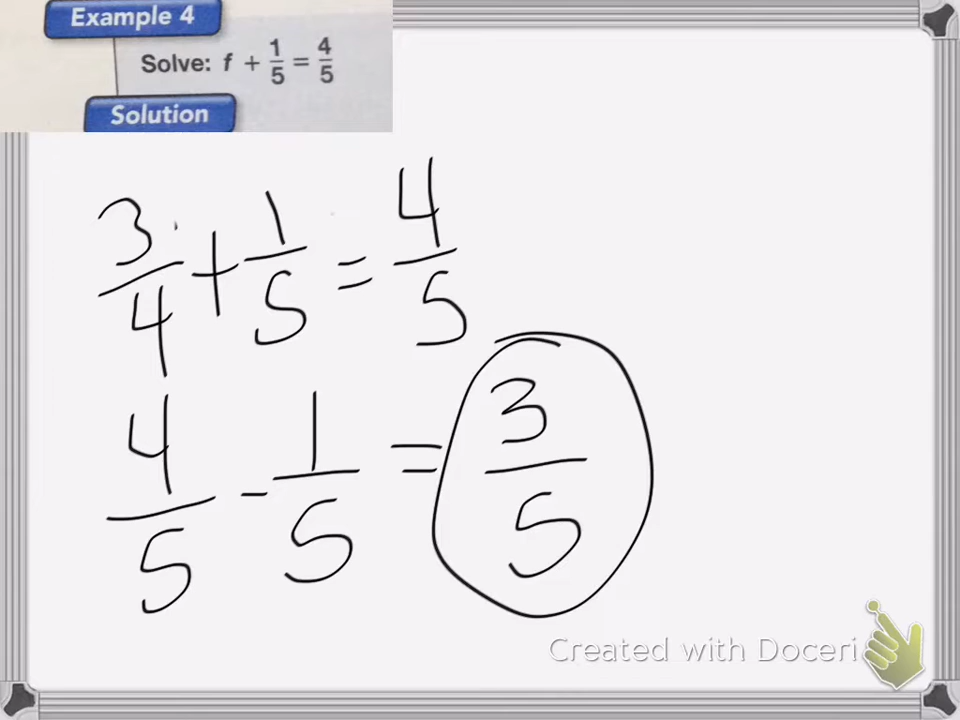 Example 4
Solve: f + 1/5 = 4/5
Solution
3/4 + 1/5 = 4/5
4/5 - 1/5 = 3/5
Created with Doceri